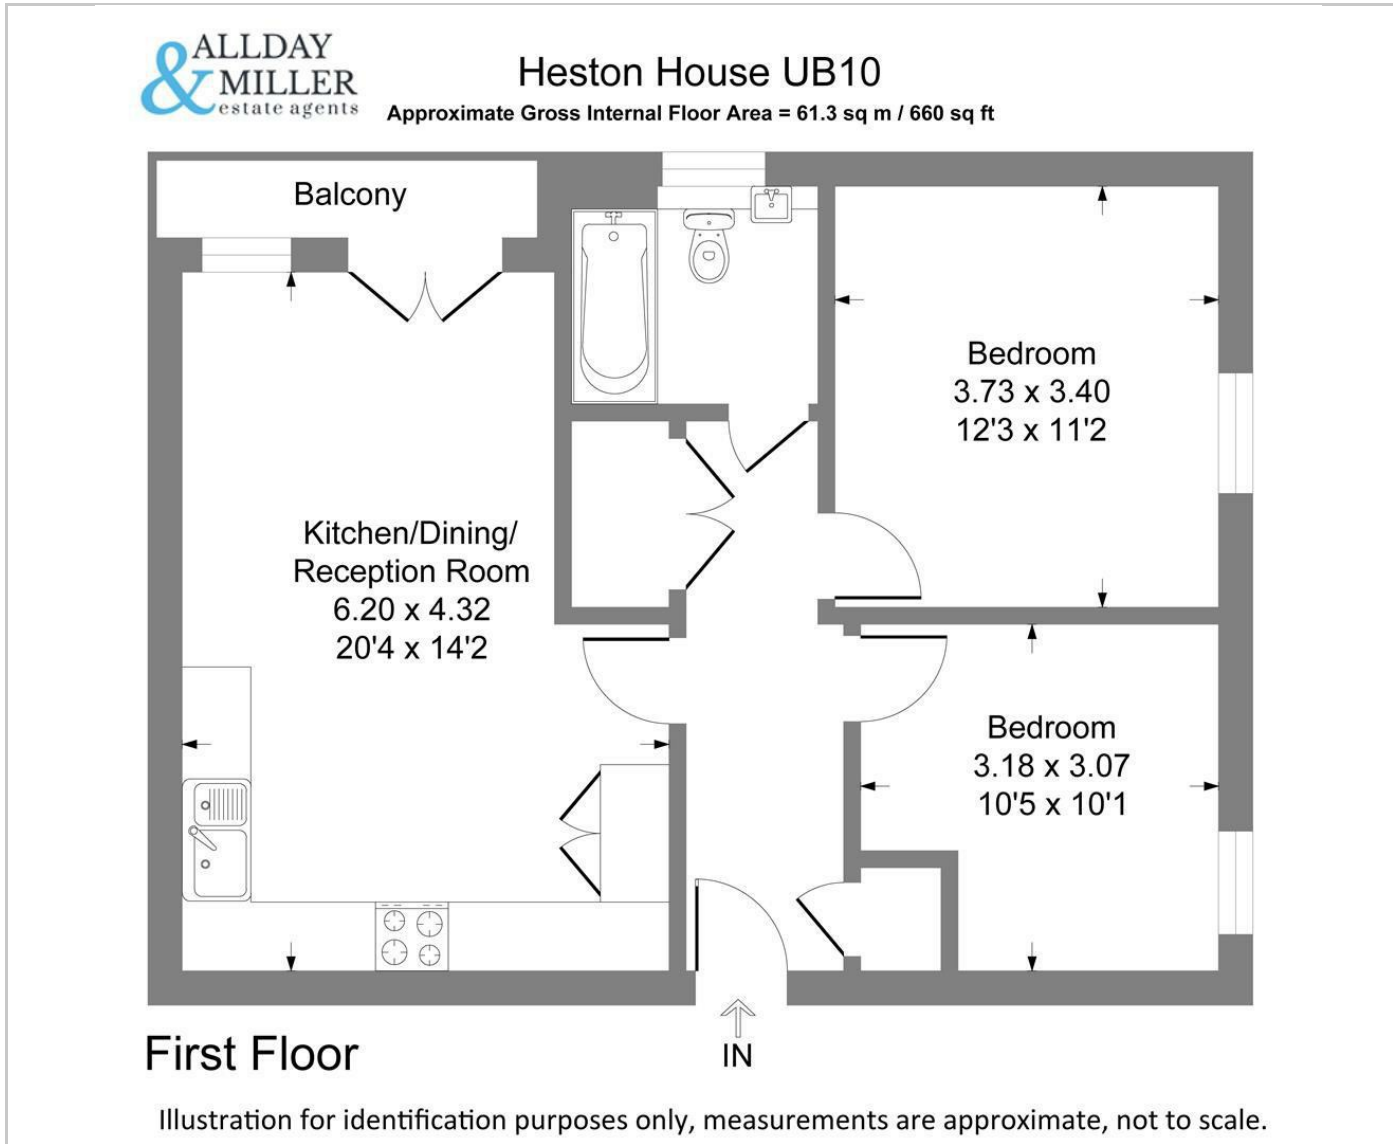 ALLDAY
& MILLER
estate agents
Heston House UB10
Approximate Gross Internal Floor Area = 61.3 sq m / 660 sq ft
Balcony
Bedroom
3.73 x 3.40
12'3 x 11'2
Kitchen/Dining/
Reception Room
6.20 x 4.32
20'4 x 14'2
Bedroom
3.18 x 3.07
10'5 x 10'1
IN
First Floor
Illustration for identification purposes only, measurements are approximate, not to scale.